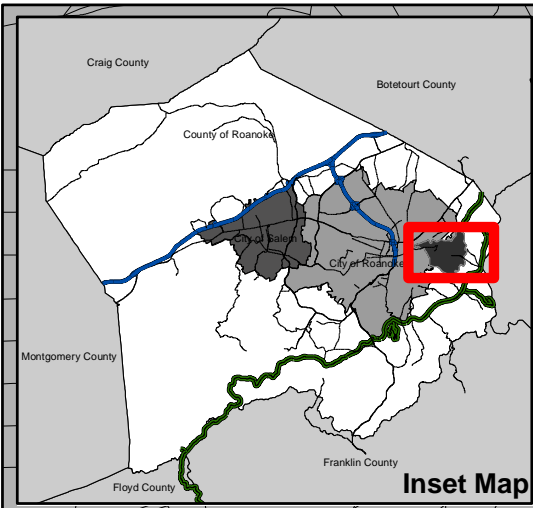 Craig County
Botetourt County
County of Roanoke
City of Salem
City of Roanoke
Montgomery County
Franklin County
Floyd County
Inset Map